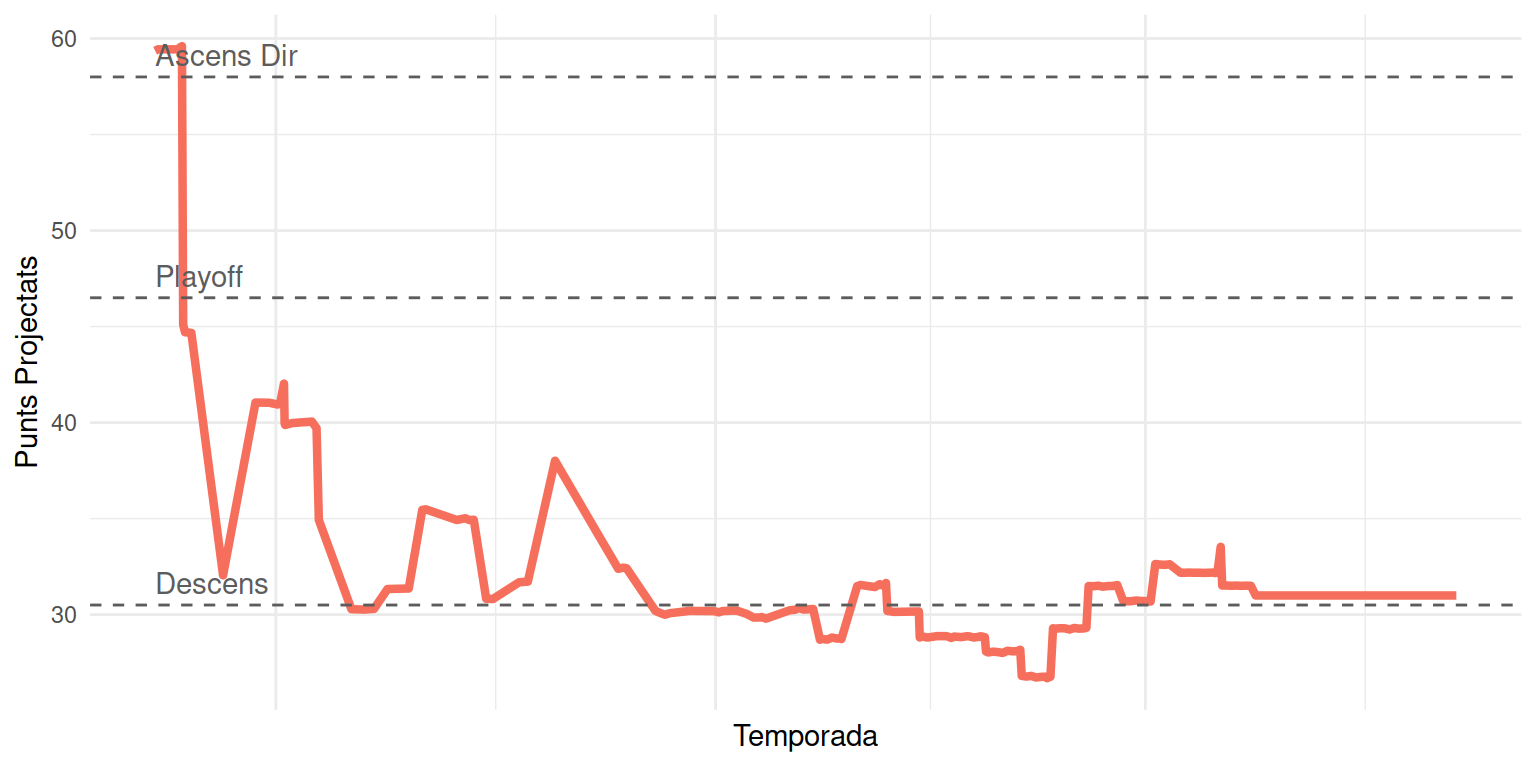 60
Ascens Dir
50
Playoff
Punts Projectats
40
Descens
30
Temporada